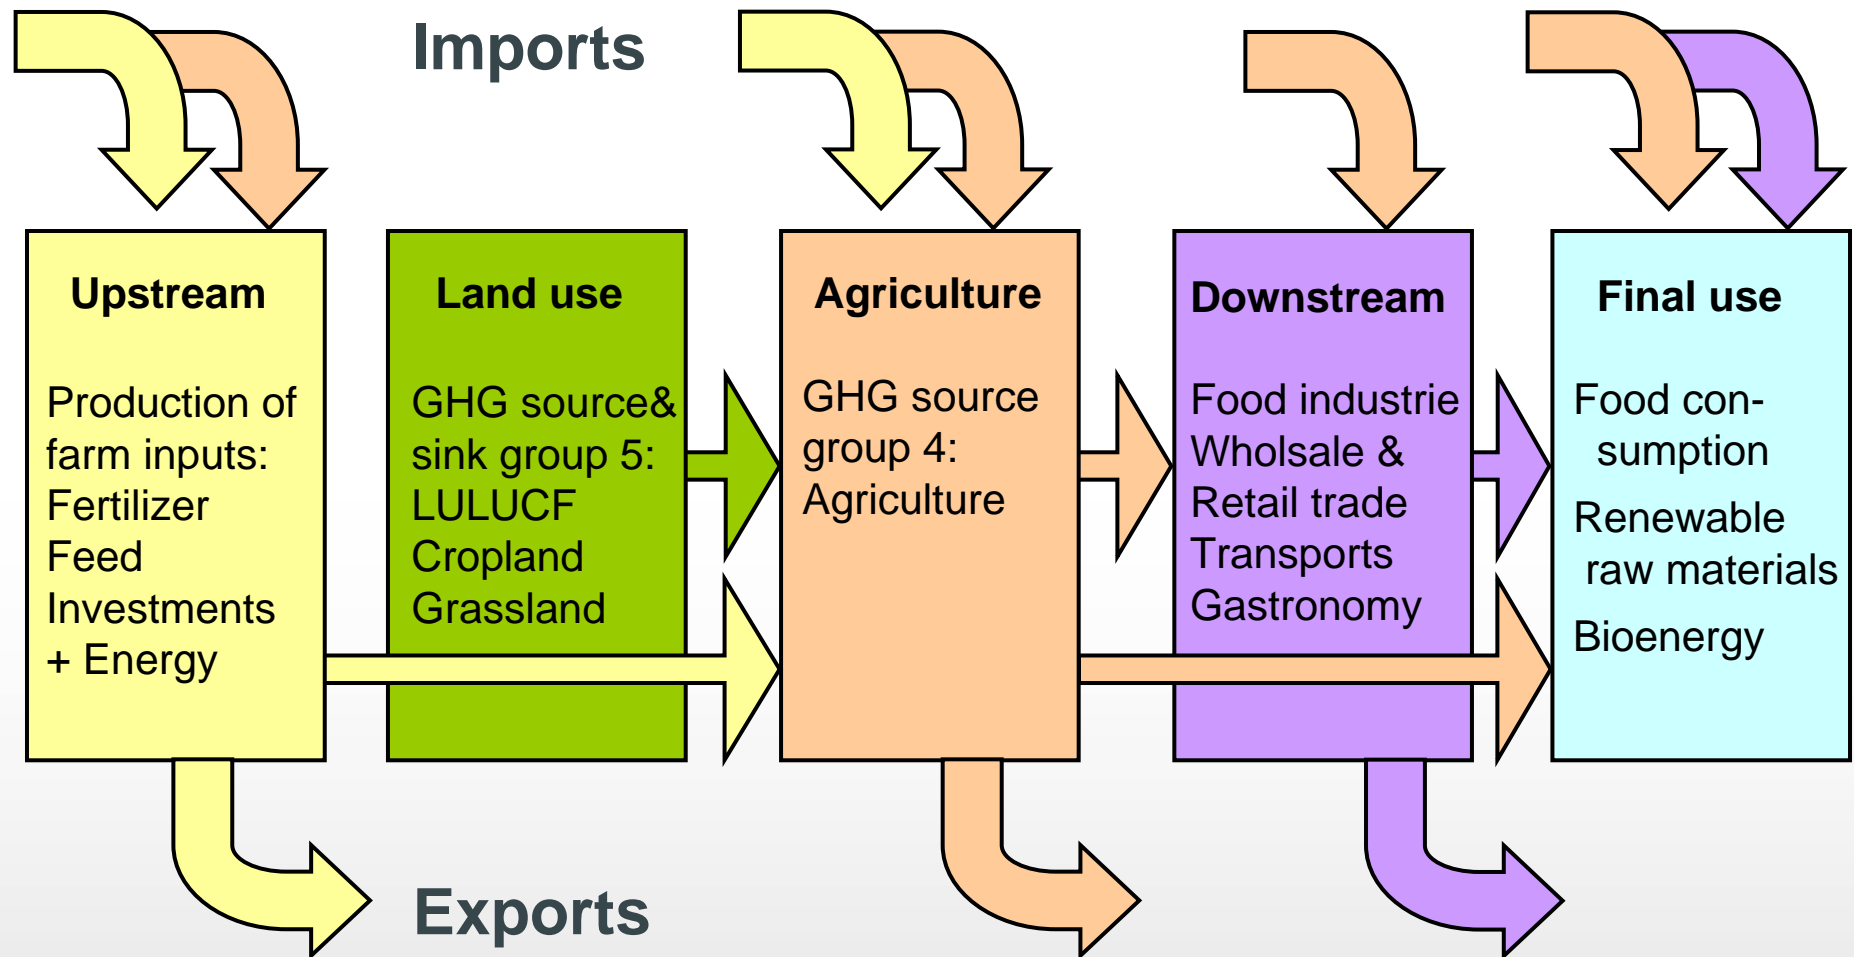 Imports
Upstream
Production of
farm inputs:
Fertilizer
Feed
Investments
+ Energy
Land use
GHG source&
sink group 5:
LULUCF
Cropland
Grassland
Agriculture
GHG source
group 4:
Agriculture
Downstream
Food industrie
Wholsale &
Retail trade
Transports
Gastronomy
Final use
Food con-
sumption
Renewable
raw materials
Bioenergy
Exports